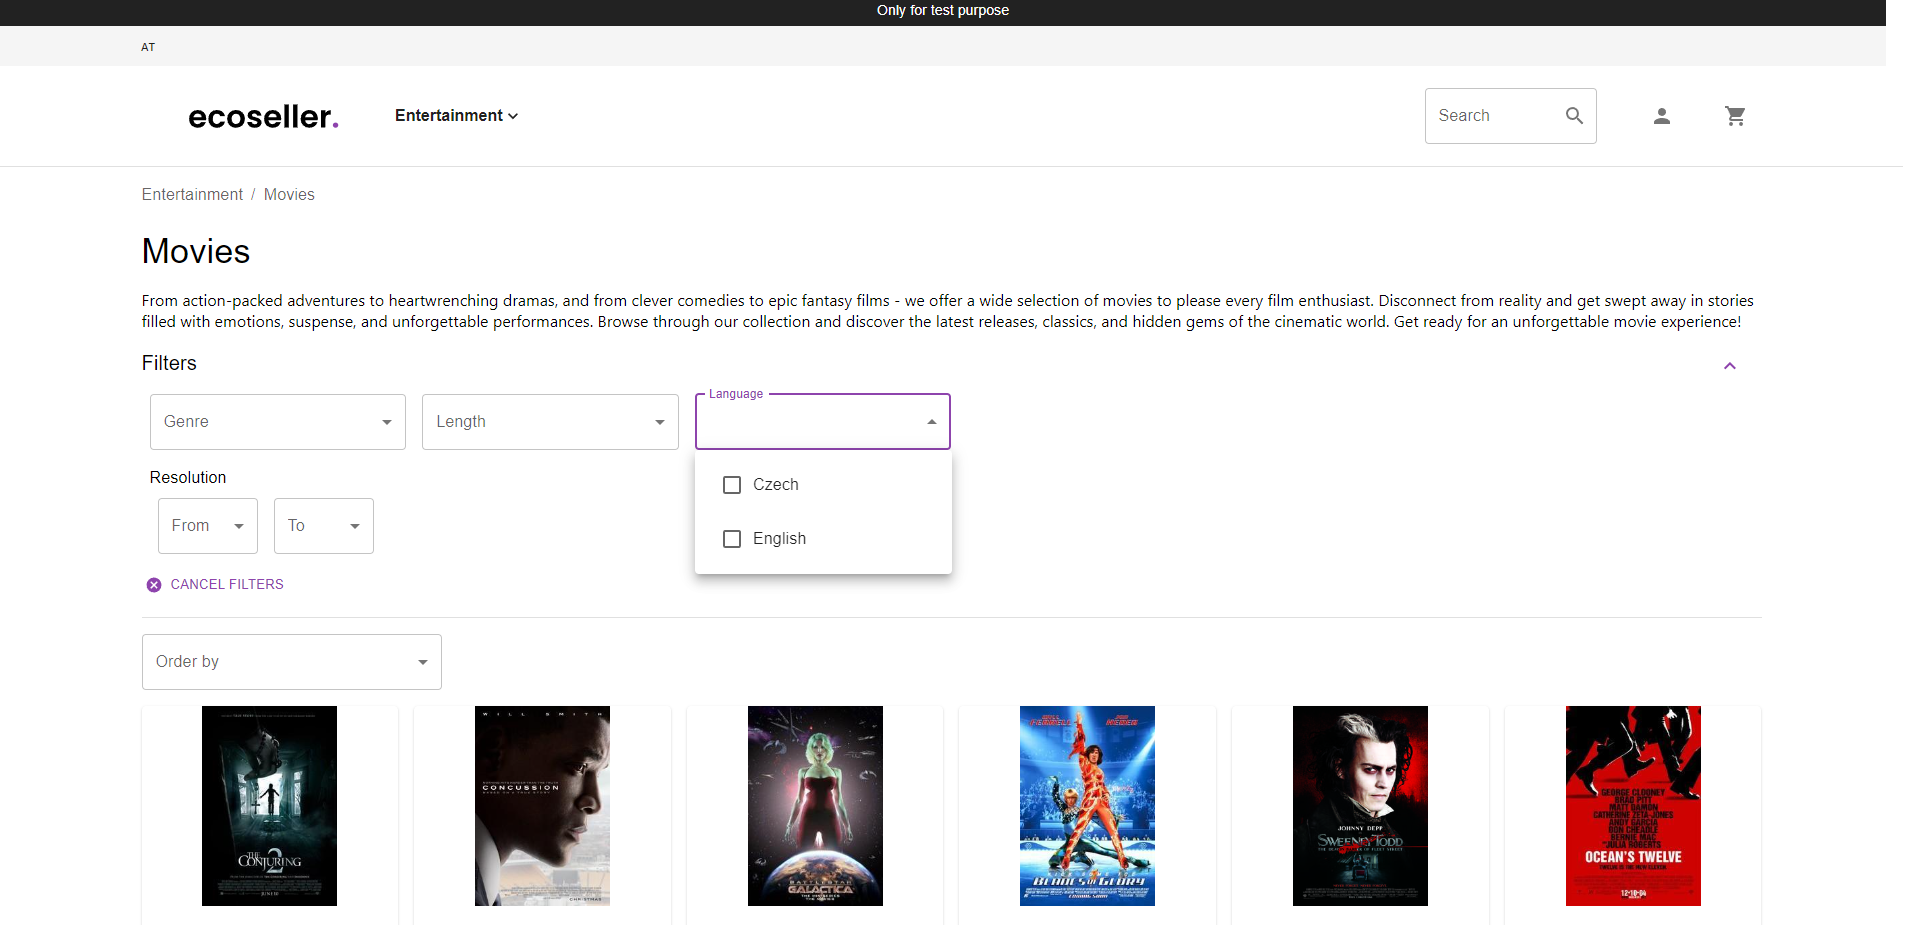 Only for test purpose
AT
ecoseller.
Entertainment
Search
Entertainment / Movies
Movies
From action-packed adventures to heartwrenching dramas, and from clever comedies to epic fantasy films - we offer a wide selection of movies to please every film enthusiast. Disconnect from reality and get swept away in stories
filled with emotions, suspense, and unforgettable performances. Browse through our collection and discover the latest releases, classics, and hidden gems of the cinematic world. Get ready for an unforgettable movie experience!
Filters
Genre
Length
Language
Czech
English
Resolution
From
To
CANCEL FILTERS
Order by
THE CONJURING 2
WILL SMITH
CONCUSSION
CHRISTMAS
BATTLESTAR
GALACTICA
BLADES OF GLORY
JOHNNY DEPP
SWEENEY TODD
GEORGE CLOONEY
BRAD PITT
MATT DAMON
CATHERINE ZETA-JONES
ANDY GARCIA
DON CHEADLE
BERNIE MAC
JULIA ROBERTS
OCEAN'S TWELVE
12-10-04